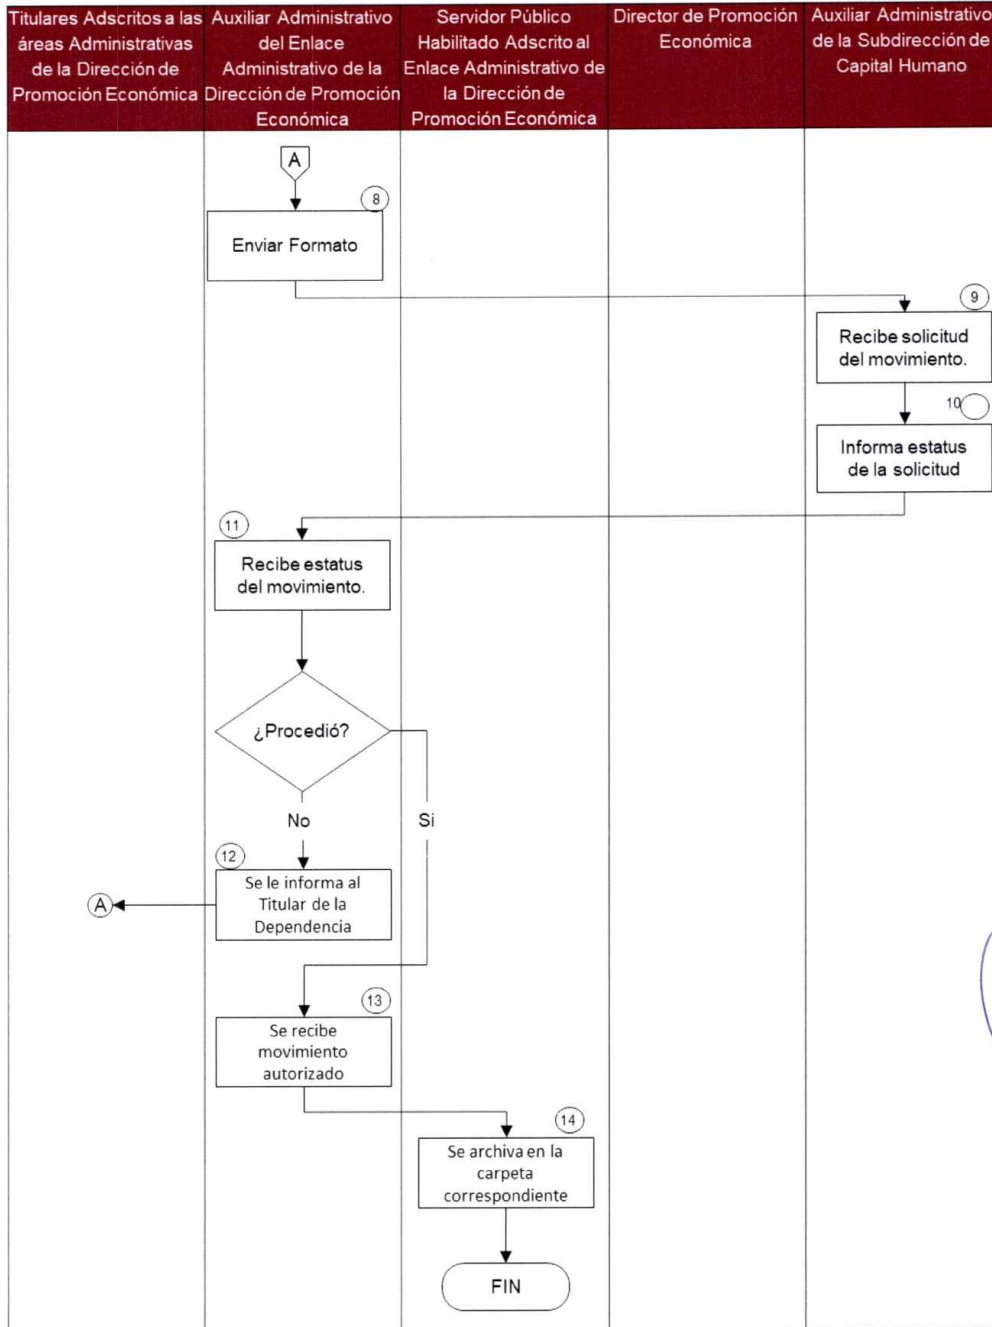 Titulares Adscritos a las
áreas Administrativas
de la Dirección de
Promoción Económica
Auxiliar Administrativo
del Enlace
Administrativo de la
Dirección de Promoción
Económica
Servidor Público
Habilitado Adscrito al
Enlace Administrativo de
la Dirección de
Promoción Económica
Director de Promoción
Económica
Auxiliar Administrativo
de la Subdirección de
Capital Humano
A
8
Enviar Formato
9
Recibe solicitud
del movimiento.
10
Informa estatus
de la solicitud
11
Recibe estatus
del movimiento.
¿Procedió?
No
Si
12
Se le informa al
Titular de la
Dependencia
A
13
Se recibe
movimiento
autorizado
14
Se archiva en la
carpeta
correspondiente
FIN